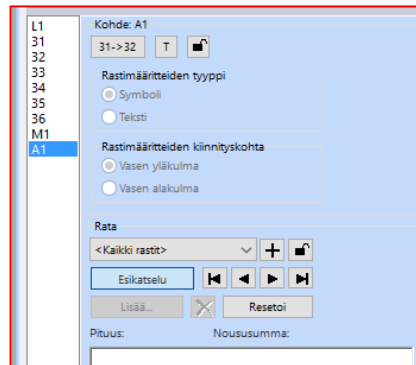 L1
31
32
33
34
35
36
M1
A1
Kohde: A1
31->32 T
Rastimääritteiden tyyppi
Symboli
Teksti
Rastimääritteiden kiinnityskohta
Vasen yläkulma
Vasen alakulma
Rata
<Kaikki rastit>
Esikatselu
Lisää... Resetoi
Pituus: Noususumma: